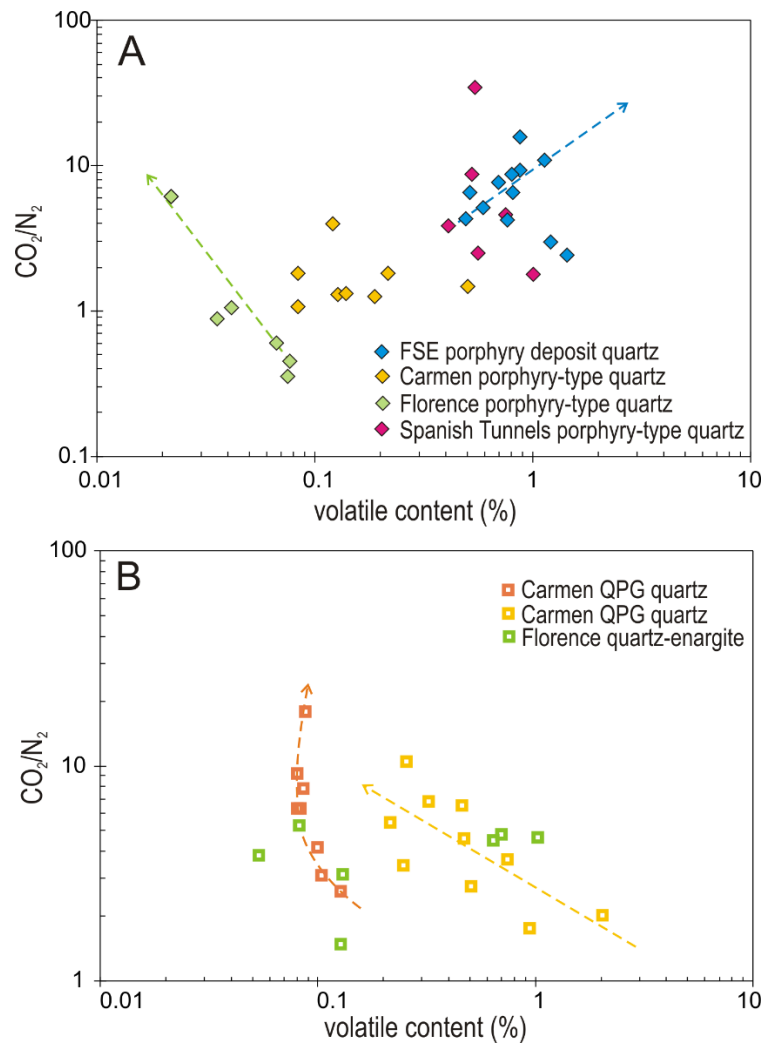 A
100
10
1
0.1
CO₂/N₂
FSE porphyry deposit quartz
Carmen porphyry-type quartz
Florence porphyry-type quartz
Spanish Tunnels porphyry-type quartz
0.01 0.1 1 10
volatile content (%)
B
100
10
1
CO₂/N₂
Carmen QPG quartz
Carmen QPG quartz
Florence quartz-enargite
0.01 0.1 1 10
volatile content (%)